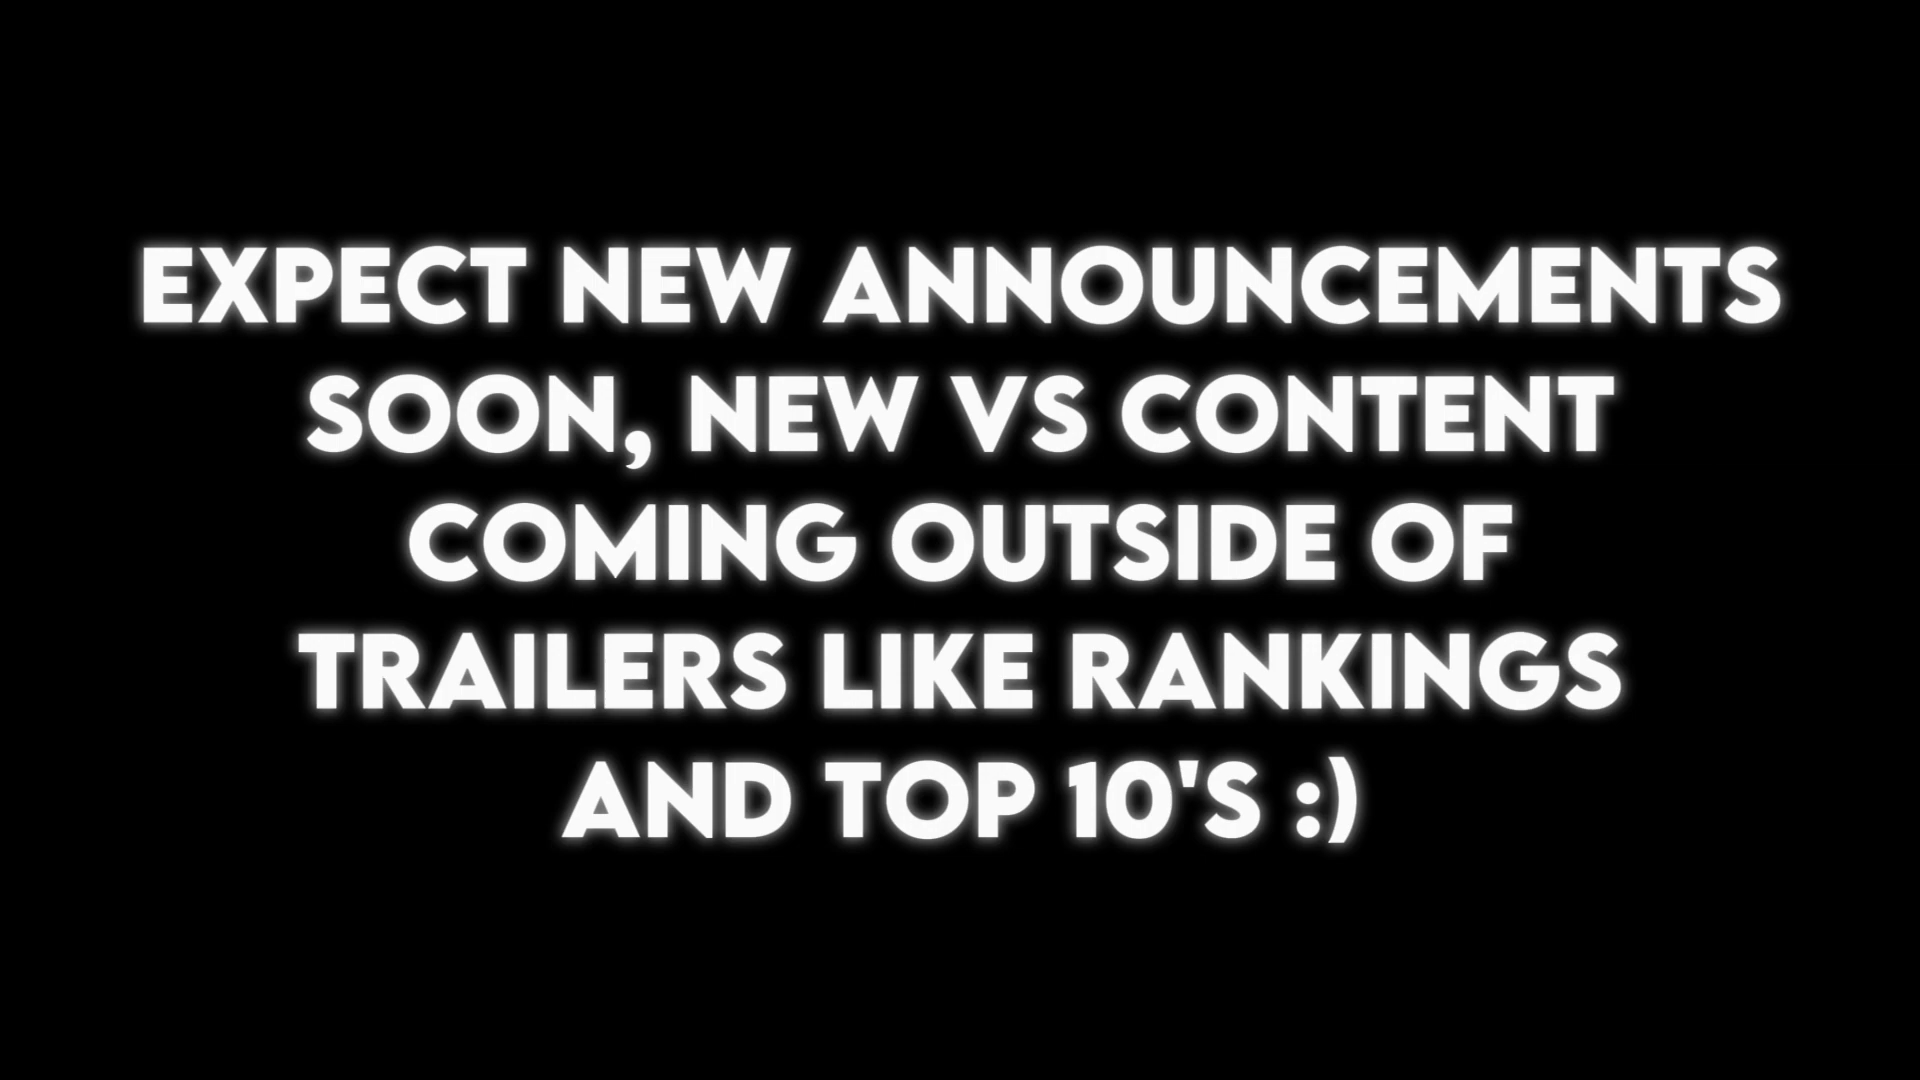 EXPECT NEW ANNOUNCEMENTS
SOON, NEW VS CONTENT
COMING OUTSIDE OF
TRAILERS LIKE RANKINGS
AND TOP 10'S :)